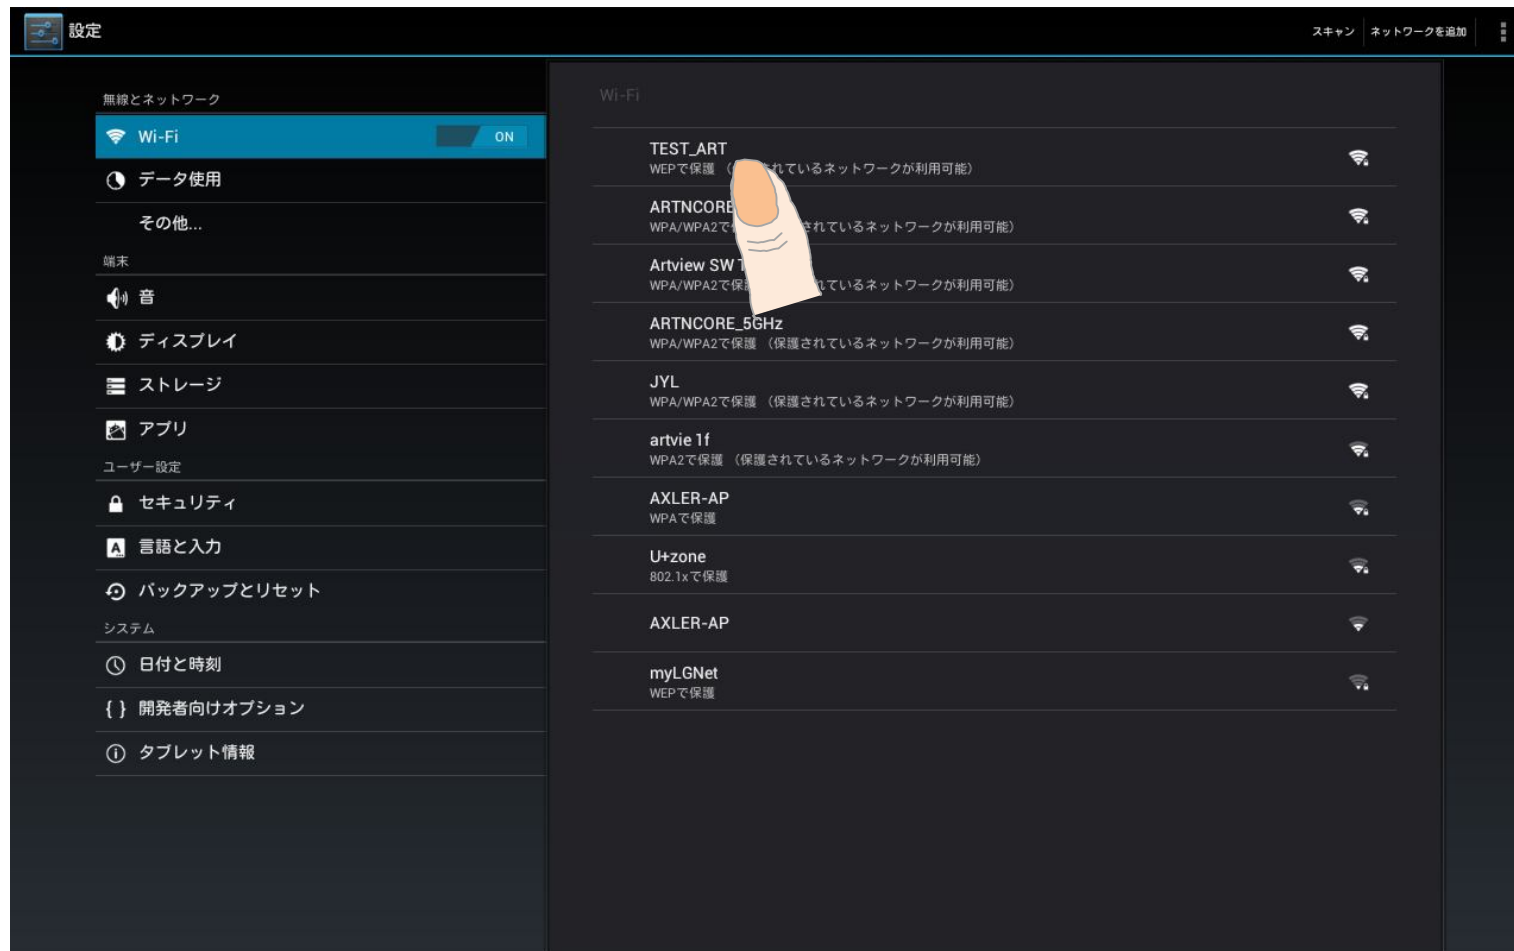 設定
スキャン ネットワークを追加
無線とネットワーク
Wi-Fi ON
データ使用
その他...
端末
音
ディスプレイ
ストレージ
アプリ
ユーザー設定
セキュリティ
言語と入力
バックアップとリセット
システム
日付と時刻
{ } 開発者向けオプション
タブレット情報
Wi-Fi
TEST_ART
WEPで保護 （ されているネットワークが利用可能）
ARTNCORE
WPA/WPA2で されているネットワークが利用可能）
Artview SW
WPA/WPA2で保 れているネットワークが利用可能）
ARTNCORE_5GHz
WPA/WPA2で保護 （保護されているネットワークが利用可能）
JYL
WPA/WPA2で保護 （保護されているネットワークが利用可能）
artvie 1f
WPA2で保護 （保護されているネットワークが利用可能）
AXLER-AP
WPAで保護
U+zone
802.1xで保護
AXLER-AP
myLGNet
WEPで保護